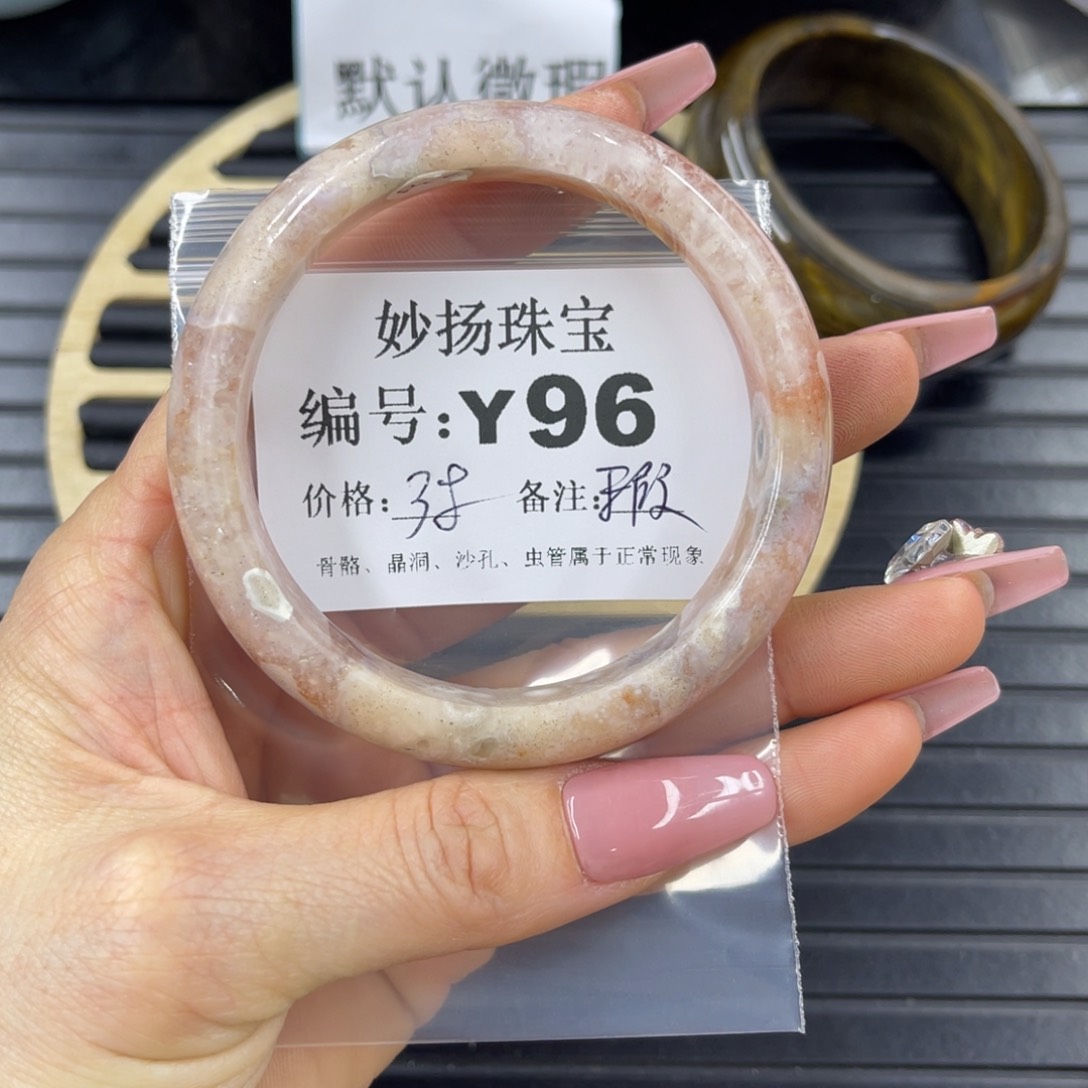 默认微瑕
妙扬珠宝
编号:Y96
价格: 备注:
骨骼、晶洞、沙孔、虫管属于正常现象